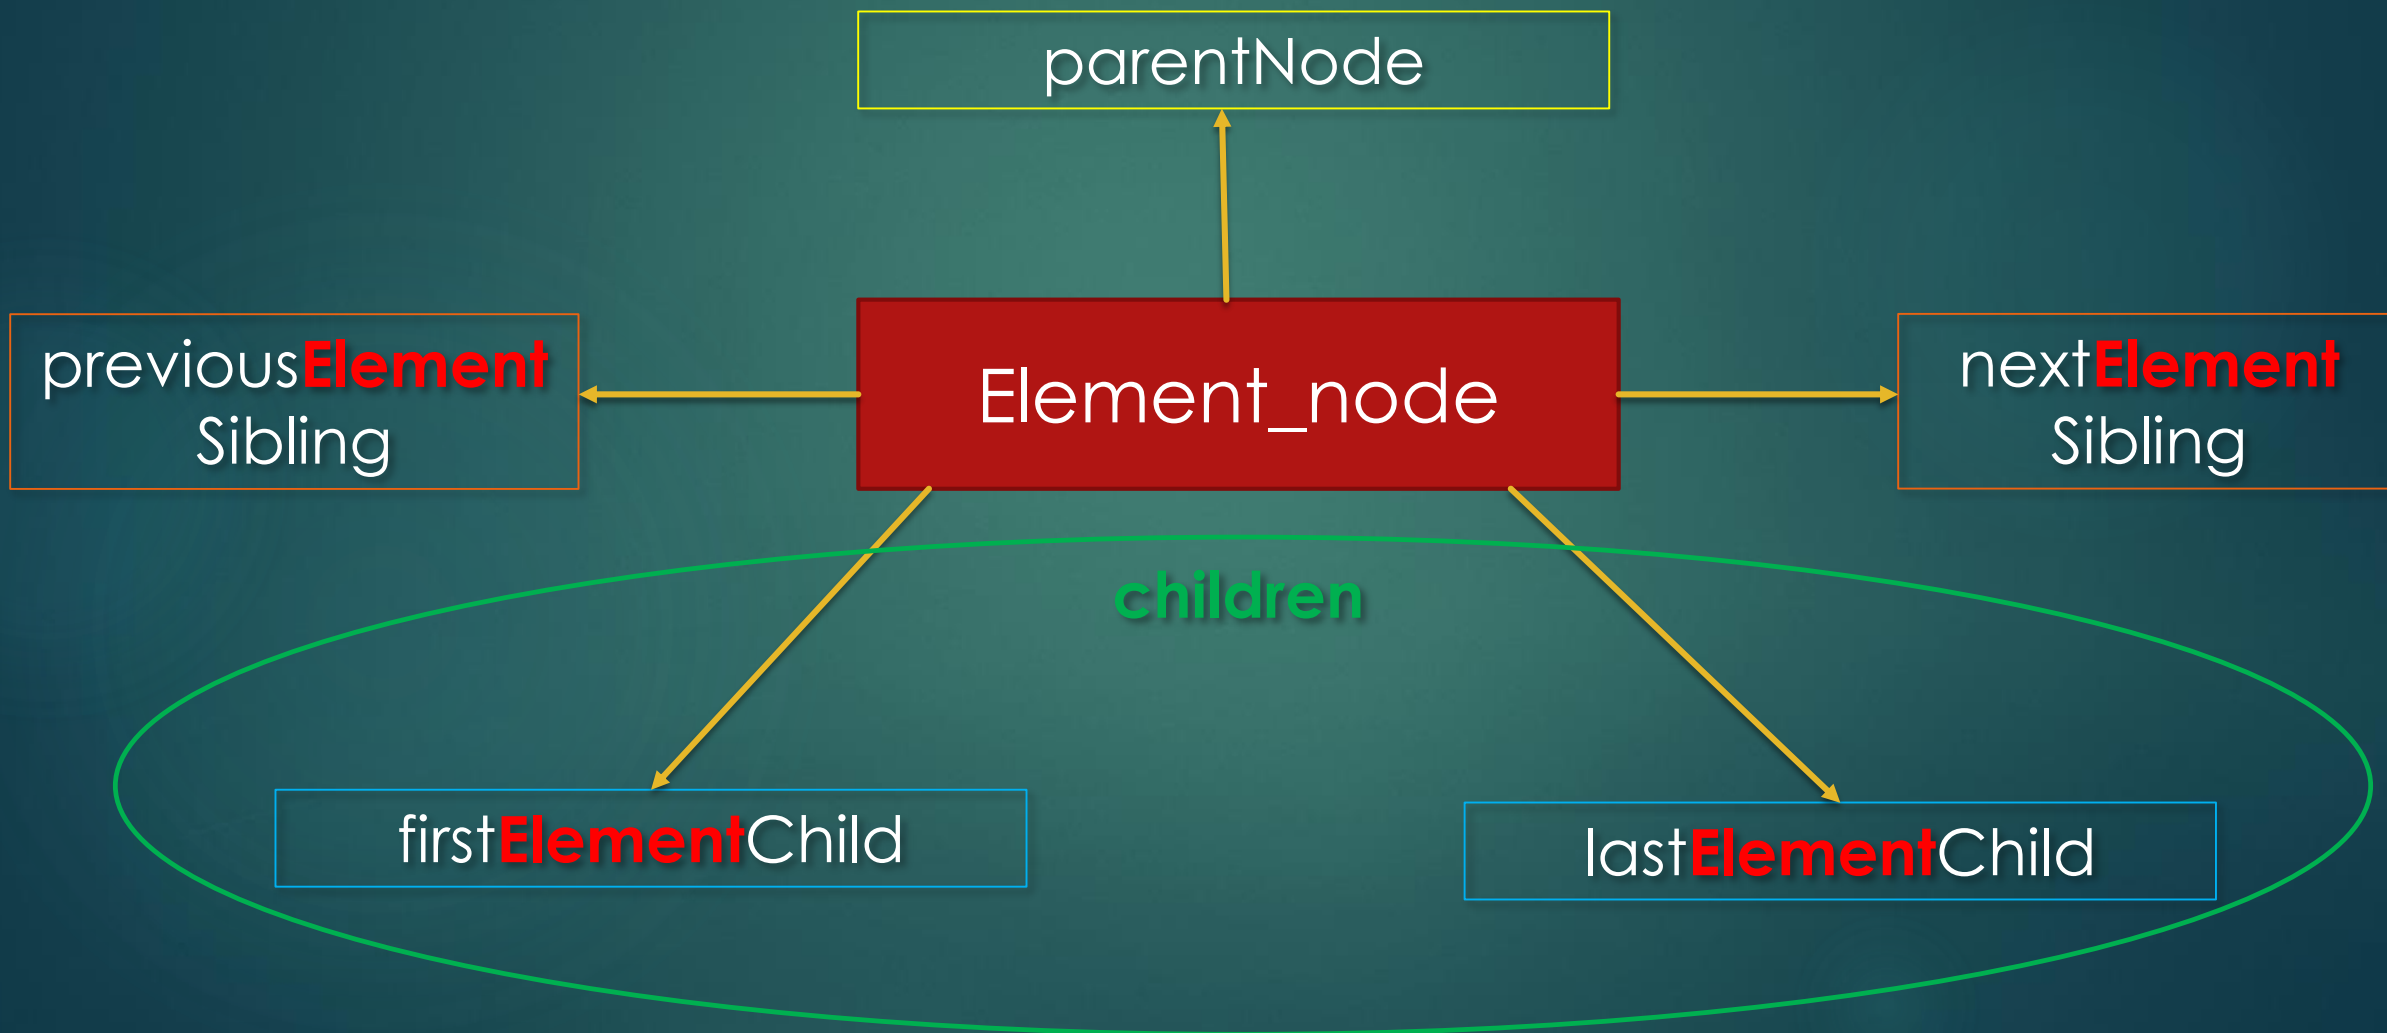 parentNode
previousElement
Sibling
Element_node
nextElement
Sibling
children
firstElementChild
lastElementChild